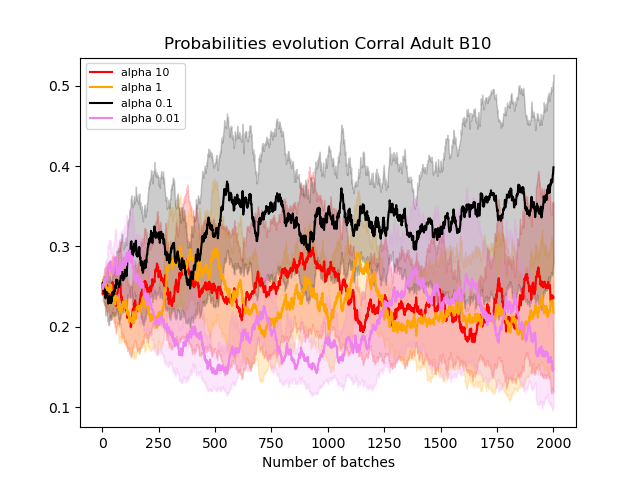 Probabilities evolution Corral Adult B10
alpha 10
alpha 1
alpha 0.1
alpha 0.01
0.5
0.4
0.3
0.2
0.1
0 250 500 750 1000 1250 1500 1750 2000
Number of batches